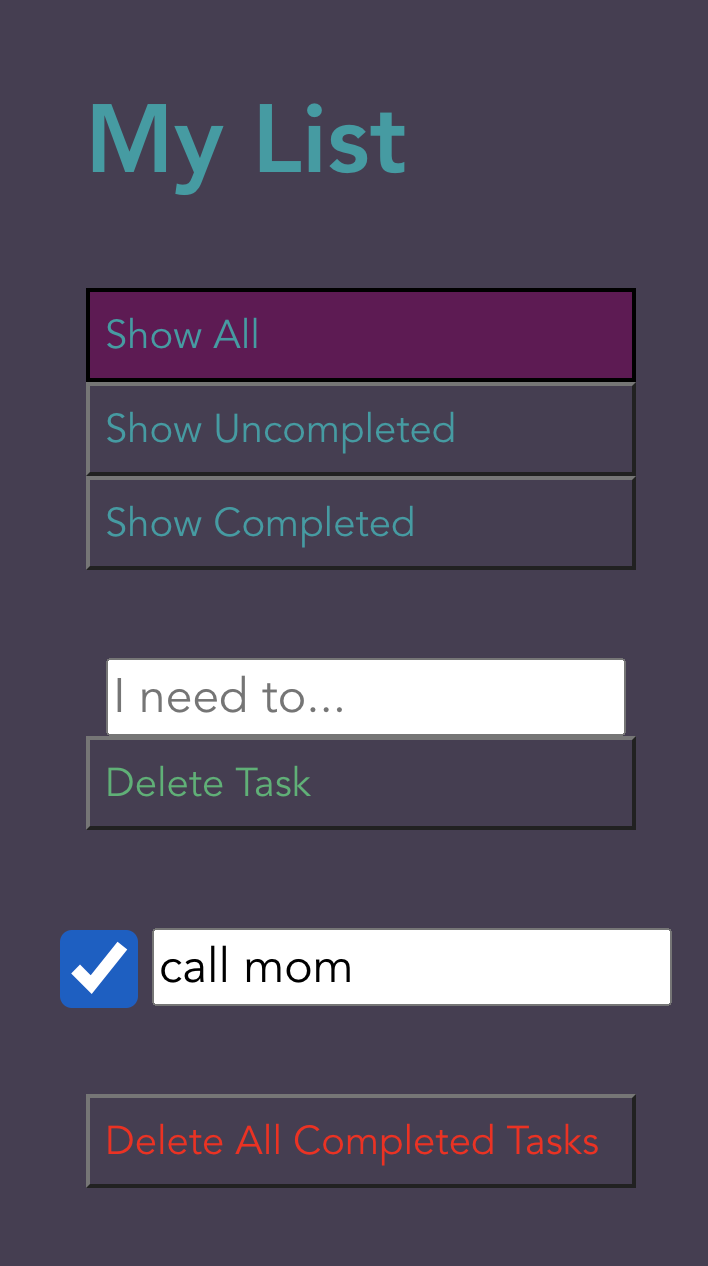 My List
Show All
Show Uncompleted
Show Completed
I need to...
Delete Task
call mom
Delete All Completed Tasks